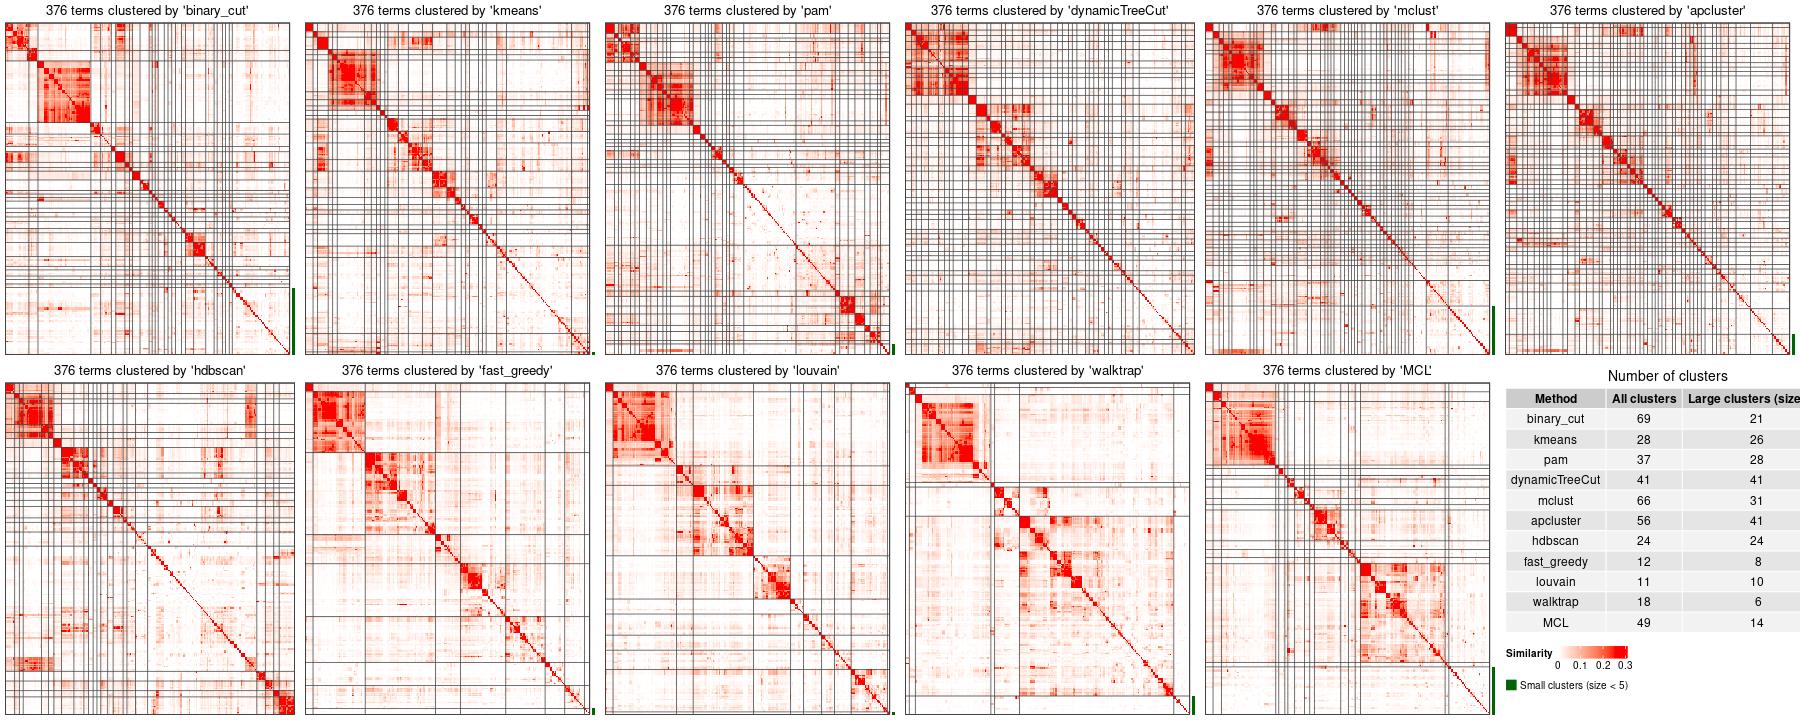 376 terms clustered by 'binary_cut'
376 terms clustered by 'kmeans'
376 terms clustered by 'pam'
376 terms clustered by 'dynamicTreeCut'
376 terms clustered by 'mclust'
376 terms clustered by 'apcluster'
376 terms clustered by 'hdbscan'
376 terms clustered by 'fast_greedy'
376 terms clustered by 'louvain'
376 terms clustered by 'walktrap'
376 terms clustered by 'MCL'
Number of clusters
Method All clusters Large clusters (size
binary_cut 69 21
kmeans 28 26
pam 37 28
dynamicTreeCut 41 41
mclust 66 31
apcluster 56 41
hdbscan 24 24
fast_greedy 12 8
louvain 11 10
walktrap 18 6
MCL 49 14
Similarity
0 0.1 0.2 0.3
Small clusters (size < 5)